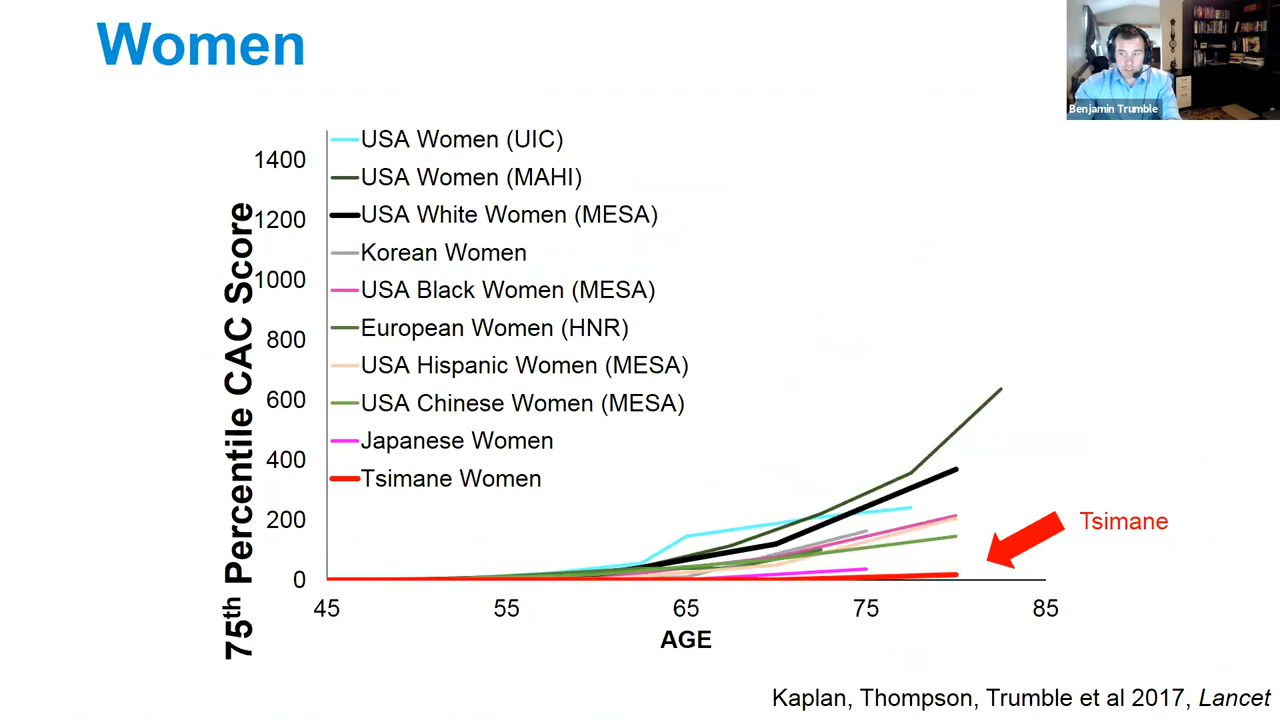 Women
Benjamin Trumble
USA Women (UIC)
USA Women (MAHI)
USA White Women (MESA)
Korean Women
USA Black Women (MESA)
European Women (HNR)
USA Hispanic Women (MESA)
USA Chinese Women (MESA)
Japanese Women
Tsimane Women
75th Percentile CAC Score
1400
1200
1000
800
600
400
200
0
45 55 65 75 85
AGE
Tsimane
Kaplan, Thompson, Trumble et al 2017, Lancet